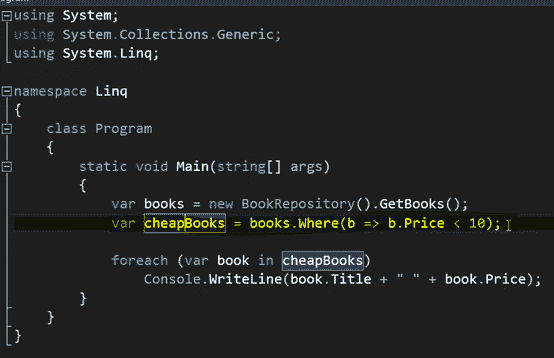 using System;
using System.Collections.Generic;
using System.Linq;

namespace Linq
{
    class Program
    {
        static void Main(string[] args)
        {
            var books = new BookRepository().GetBooks();
            var cheapBooks = books.Where(b => b.Price < 10);

            foreach (var book in cheapBooks)
                Console.WriteLine(book.Title + " " + book.Price);
        }
    }
}